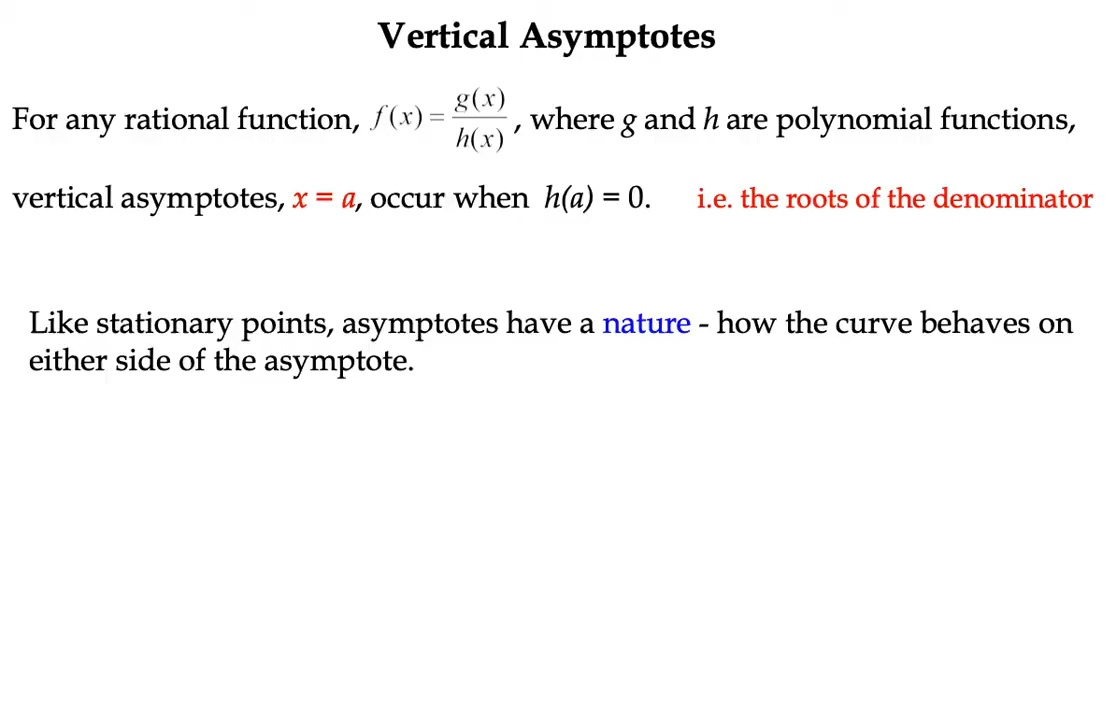 Vertical Asymptotes
For any rational function, f(x) = g(x)/h(x), where g and h are polynomial functions,
vertical asymptotes, x = a, occur when h(a) = 0. i.e. the roots of the denominator
Like stationary points, asymptotes have a nature - how the curve behaves on
either side of the asymptote.